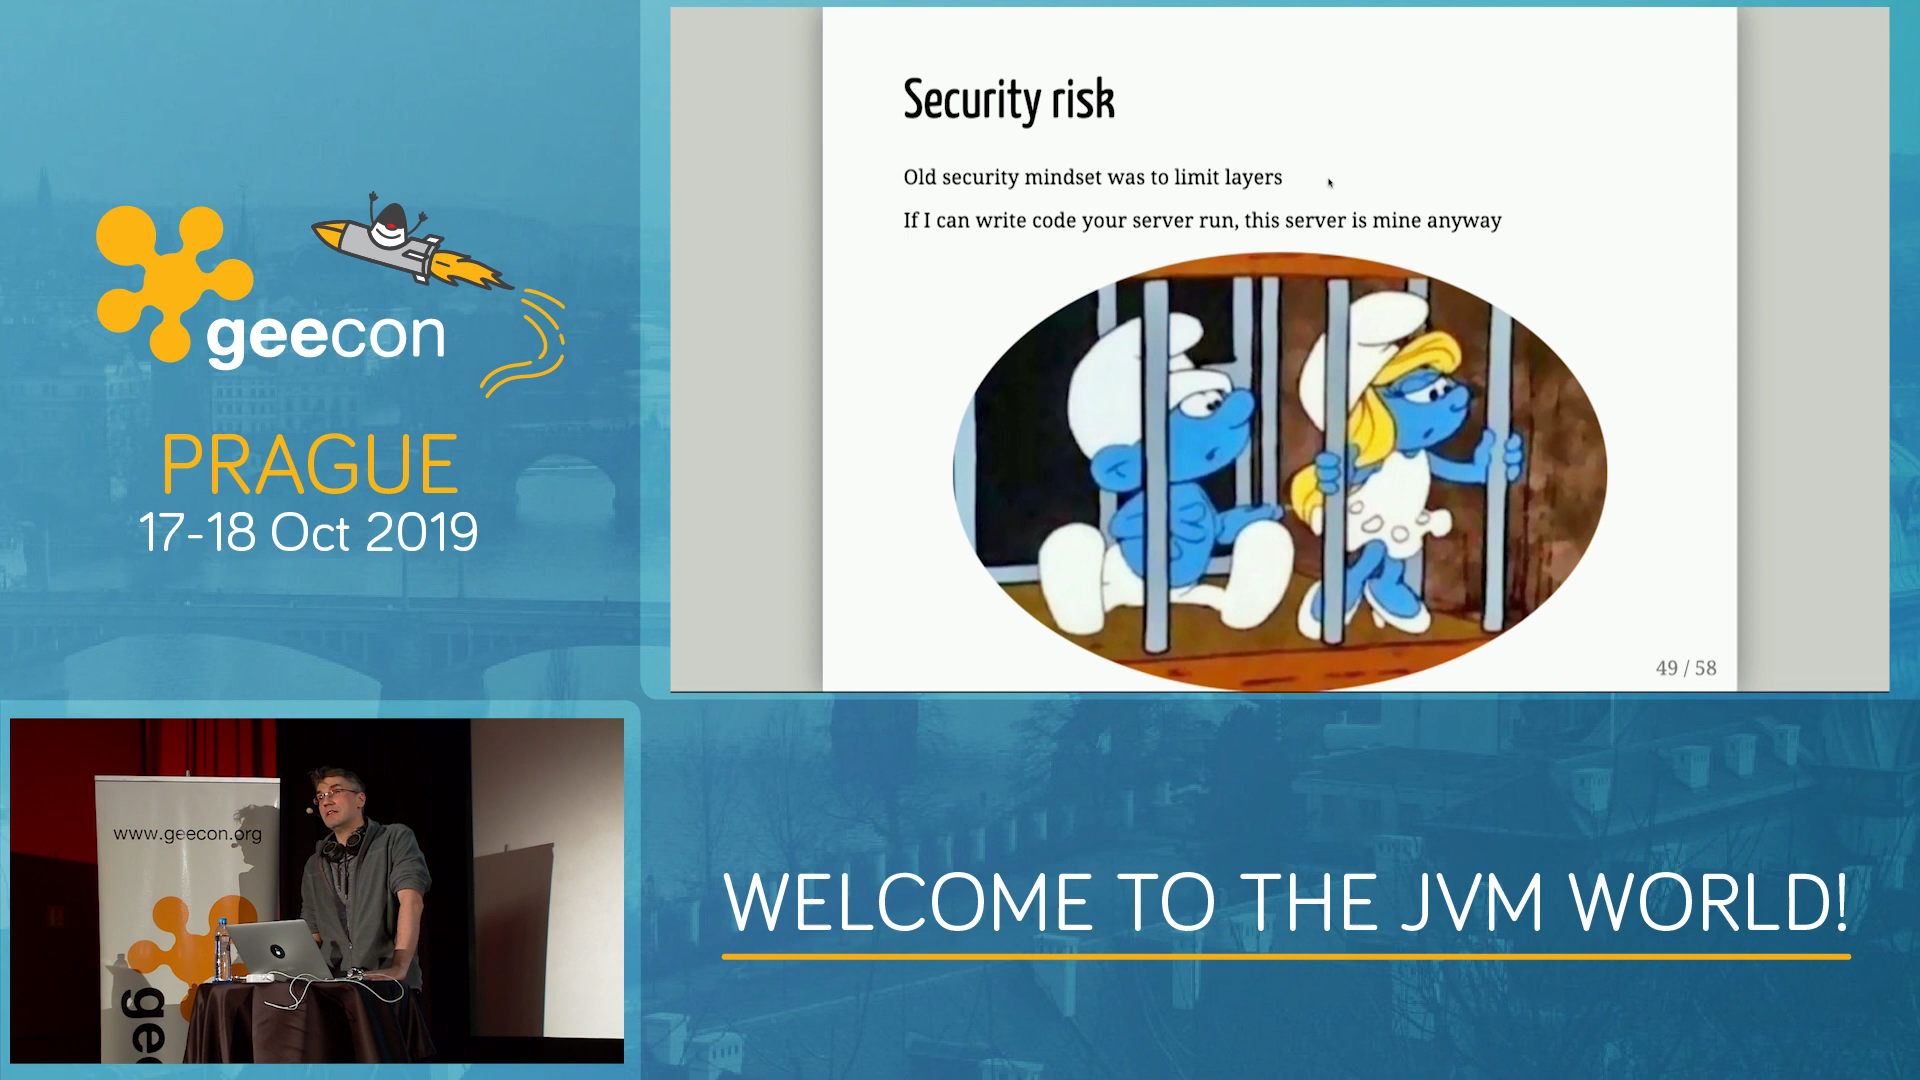 geecon
PRAGUE
17-18 Oct 2019
Security risk
Old security mindset was to limit layers
If I can write code your server run, this server is mine anyway
49 / 58
www.geecon.org
gee
WELCOME TO THE JVM WORLD!